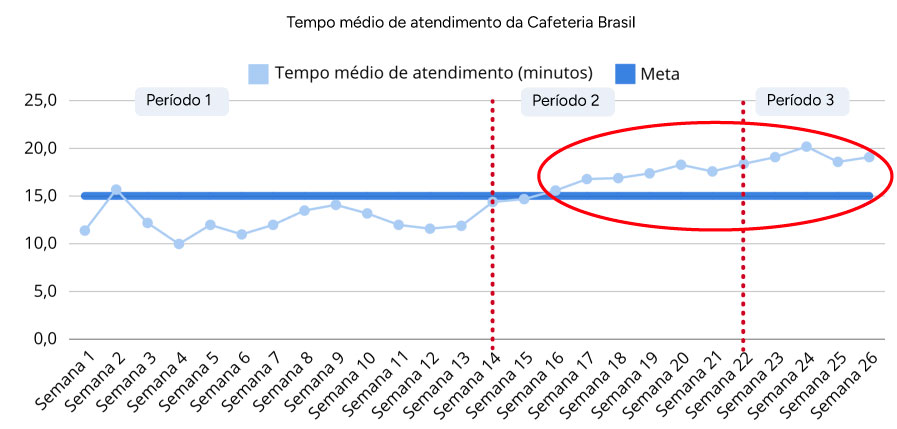 Tempo médio de atendimento da Cafeteria Brasil
Tempo médio de atendimento (minutos)
Meta
Período 1
Período 2
Período 3
25,0
20,0
15,0
10,0
5,0
0,0
Semana 1
Semana 2
Semana 3
Semana 4
Semana 5
Semana 6
Semana 7
Semana 8
Semana 9
Semana 10
Semana 11
Semana 12
Semana 13
Semana 14
Semana 15
Semana 16
Semana 17
Semana 18
Semana 19
Semana 20
Semana 21
Semana 22
Semana 23
Semana 24
Semana 25
Semana 26